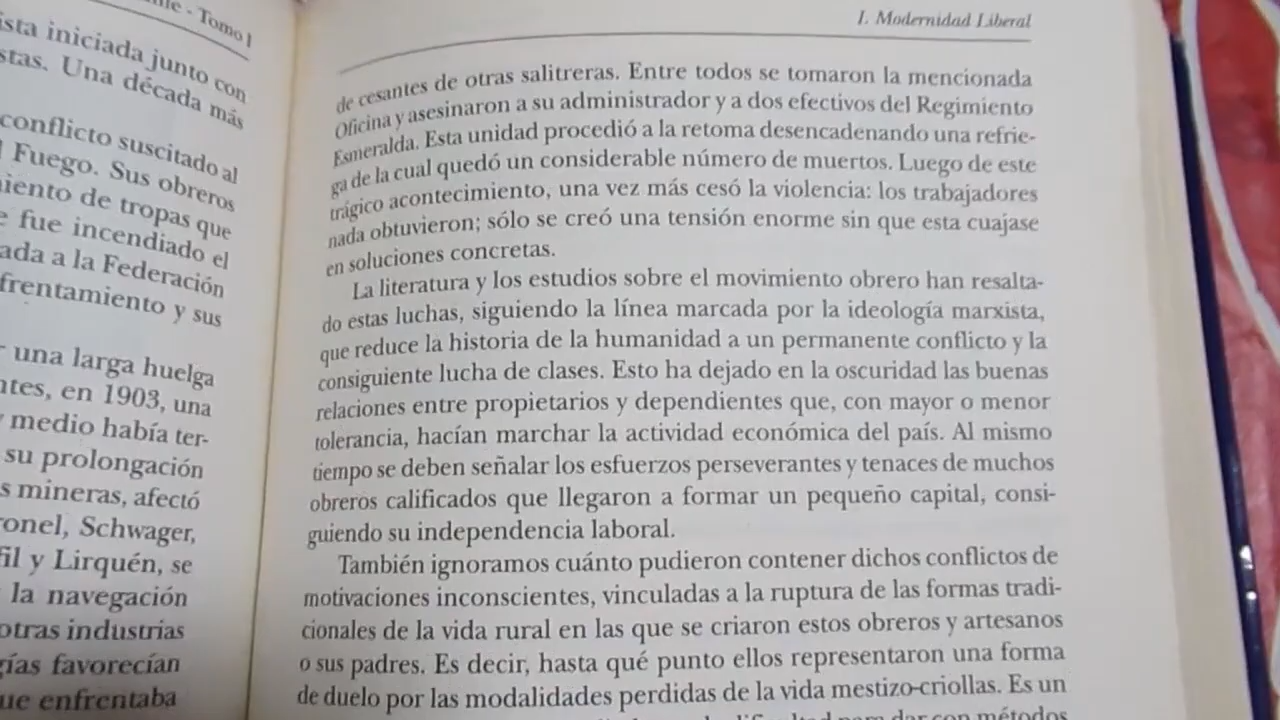 - Tomo I
ista iniciada junto con
stas. Una década más
conflicto suscitado al
Fuego. Sus obreros
iento de tropas que
e fue incendiado el
ada a la Federación
frentamiento y sus
una larga huelga
ntes, en 1903, una
y medio había ter-
su prolongación
s mineras, afectó
ronel, Schwager,
fil y Lirquén, se
la navegación
otras industrias
gías favorecían
ue enfrentaba
I. Modernidad Liberal
de cesantes de otras salitreras. Entre todos se tomaron la mencionada
Oficina y asesinaron a su administrador y a dos efectivos del Regimiento
Esmeralda. Esta unidad procedió a la retoma desencadenando una refrie-
ga de la cual quedó un considerable número de muertos. Luego de este
trágico acontecimiento, una vez más cesó la violencia: los trabajadores
nada obtuvieron; sólo se creó una tensión enorme sin que esta cuajase
en soluciones concretas.
La literatura y los estudios sobre el movimiento obrero han resalta-
do estas luchas, siguiendo la línea marcada por la ideología marxista,
que reduce la historia de la humanidad a un permanente conflicto y la
consiguiente lucha de clases. Esto ha dejado en la oscuridad las buenas
relaciones entre propietarios y dependientes que, con mayor o menor
tolerancia, hacían marchar la actividad económica del país. Al mismo
tiempo se deben señalar los esfuerzos perseverantes y tenaces de muchos
obreros calificados que llegaron a formar un pequeño capital, consi-
guiendo su independencia laboral.
También ignoramos cuánto pudieron contener dichos conflictos de
motivaciones inconscientes, vinculadas a la ruptura de las formas tradi-
cionales de la vida rural en las que se criaron estos obreros y artesanos
o sus padres. Es decir, hasta qué punto ellos representaron una forma
de duelo por las modalidades perdidas de la vida mestizo-criollas. Es un
dificultad para dar con métodos